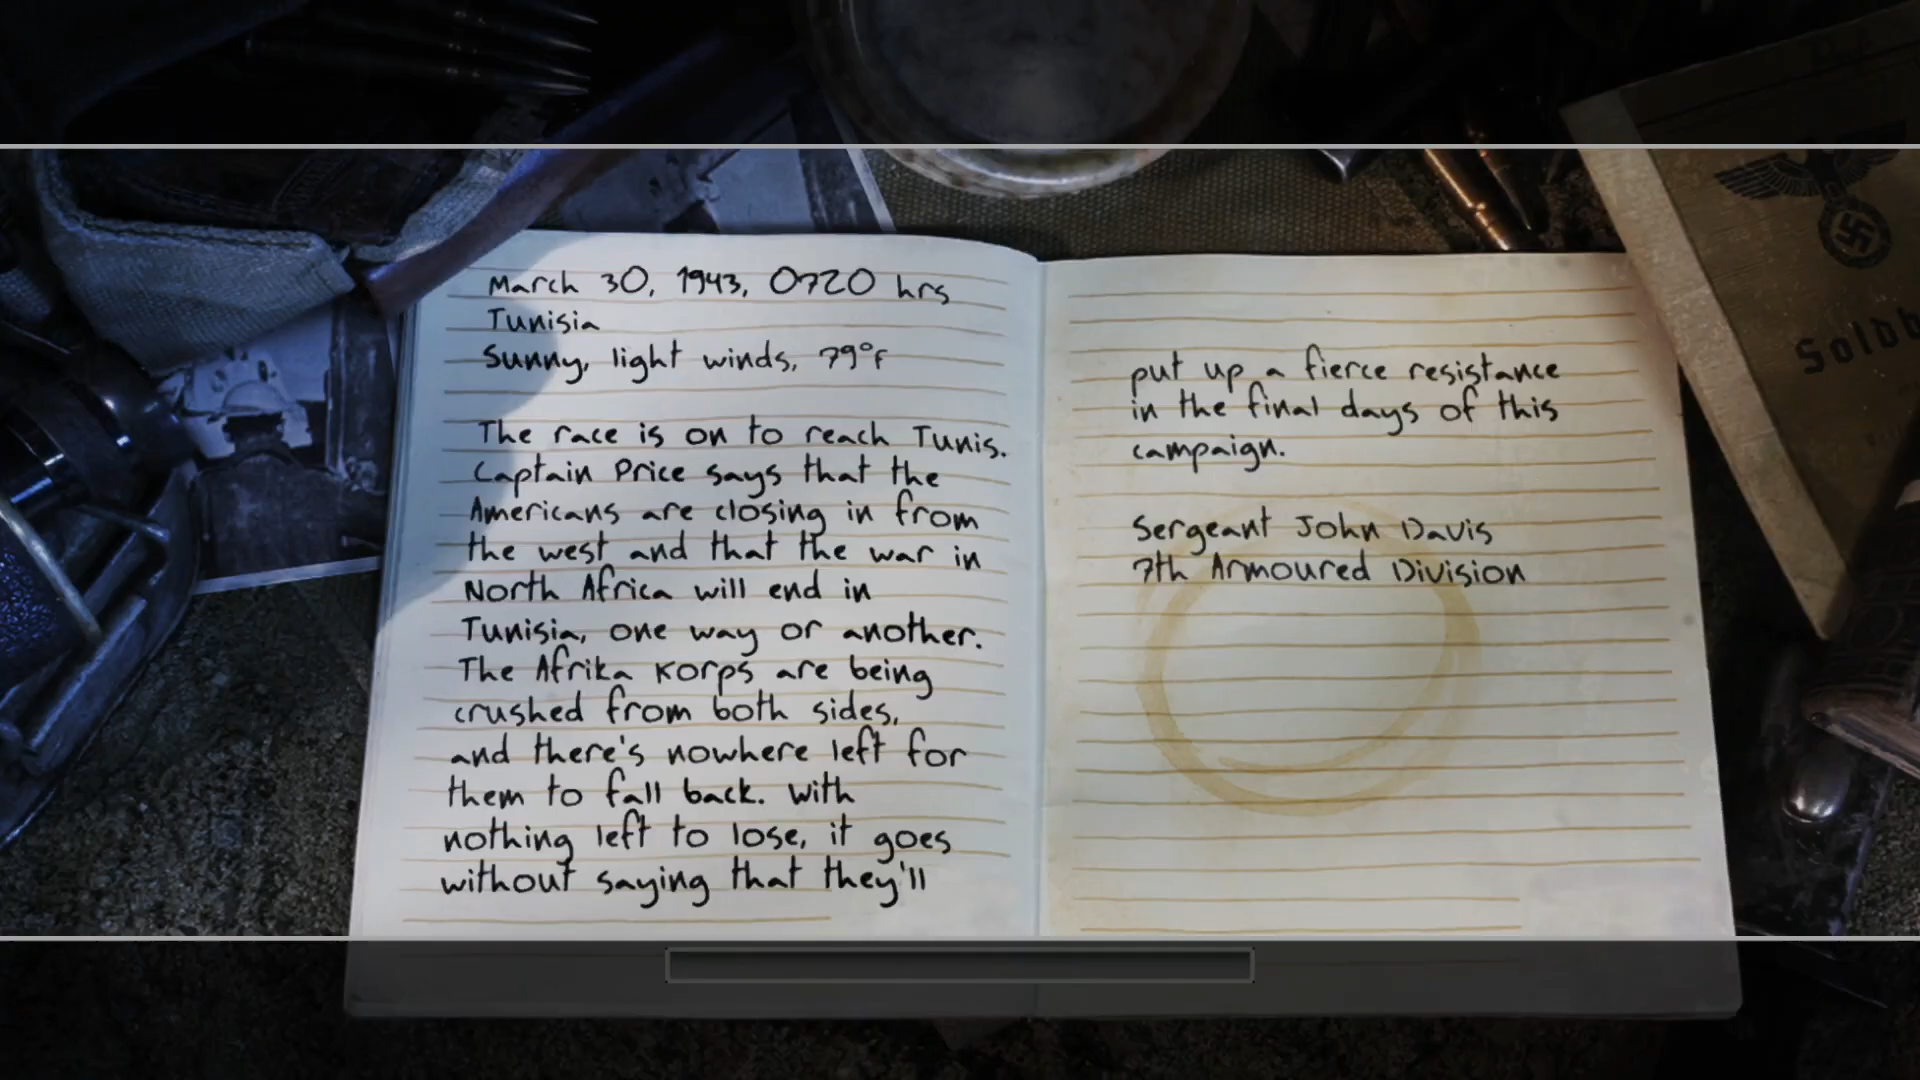 March 30, 1943, 0720 hrs
Tunisia
Sunny, light winds, 79°F
The race is on to reach Tunis.
Captain Price says that the
Americans are closing in from
the west and that the war in
North Africa will end in
Tunisia, one way or another.
The Afrika Korps are being
crushed from both sides,
and there's nowhere left for
them to fall back. With
nothing left to lose, it goes
without saying that they'll
put up a fierce resistance
in the final days of this
campaign.
Sergeant John Davis
7th Armoured Division